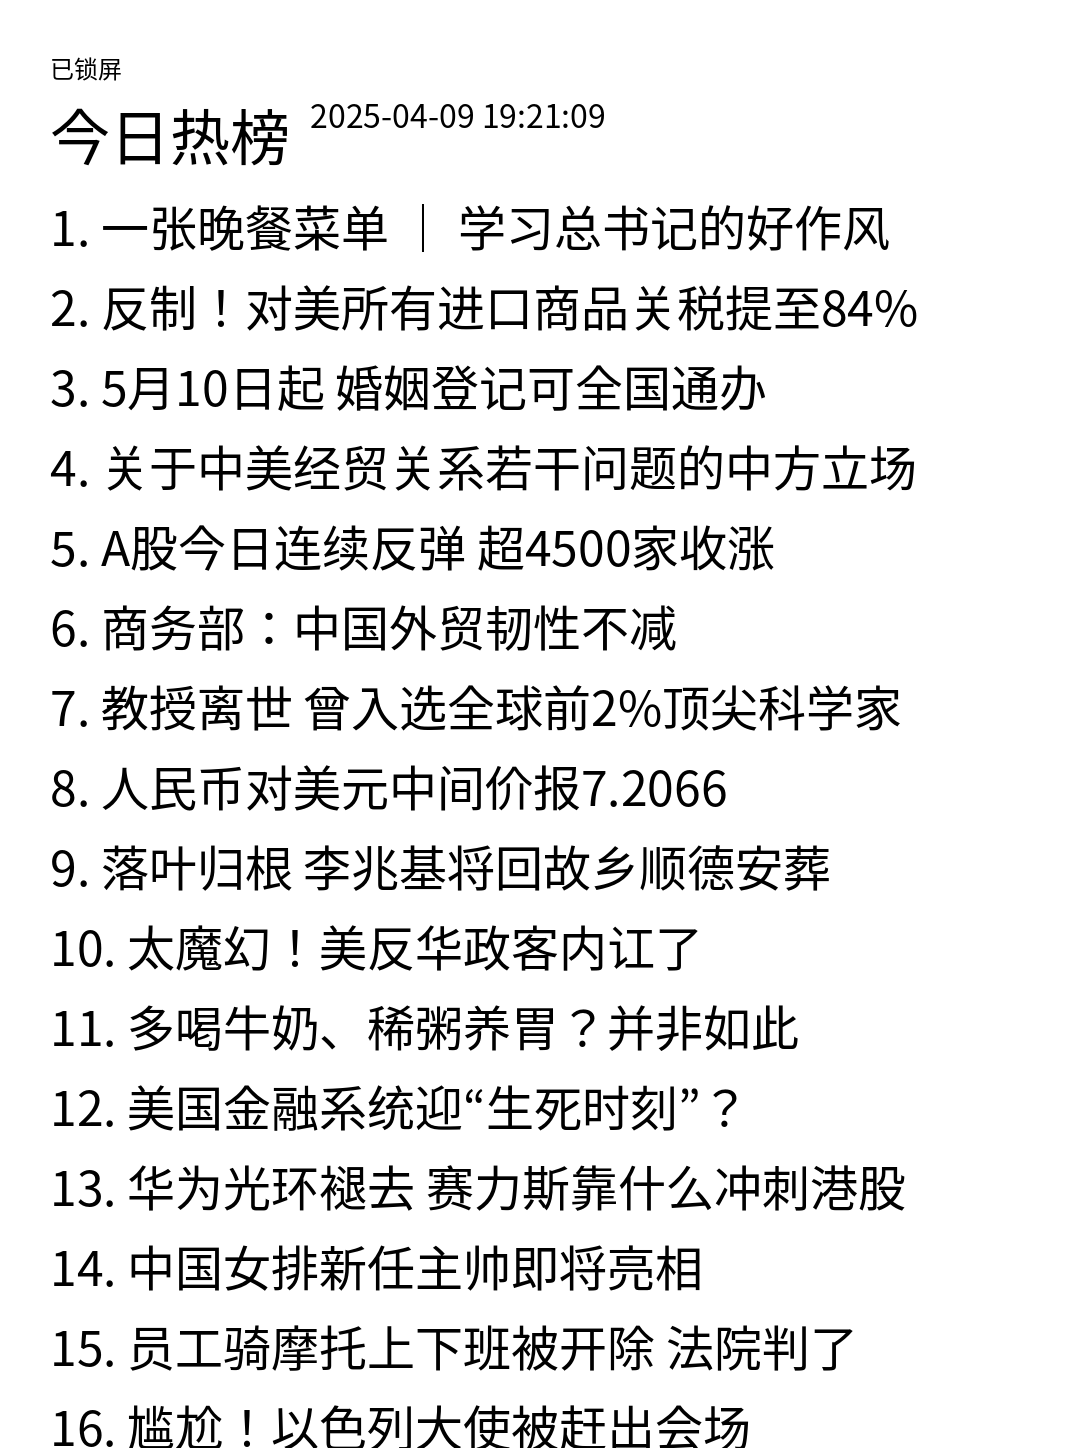 已锁屏
今日热榜 2025-04-09 19:21:09
1. 一张晚餐菜单 ｜ 学习总书记的好作风
2. 反制！对美所有进口商品关税提至84%
3. 5月10日起 婚姻登记可全国通办
4. 关于中美经贸关系若干问题的中方立场
5. A股今日连续反弹 超4500家收涨
6. 商务部：中国外贸韧性不减
7. 教授离世 曾入选全球前2%顶尖科学家
8. 人民币对美元中间价报7.2066
9. 落叶归根 李兆基将回故乡顺德安葬
10. 太魔幻！美反华政客内讧了
11. 多喝牛奶、稀粥养胃？并非如此
12. 美国金融系统迎“生死时刻”？
13. 华为光环褪去 赛力斯靠什么冲刺港股
14. 中国女排新任主帅即将亮相
15. 员工骑摩托上下班被开除 法院判了
16. 尴尬！以色列大使被赶出会场